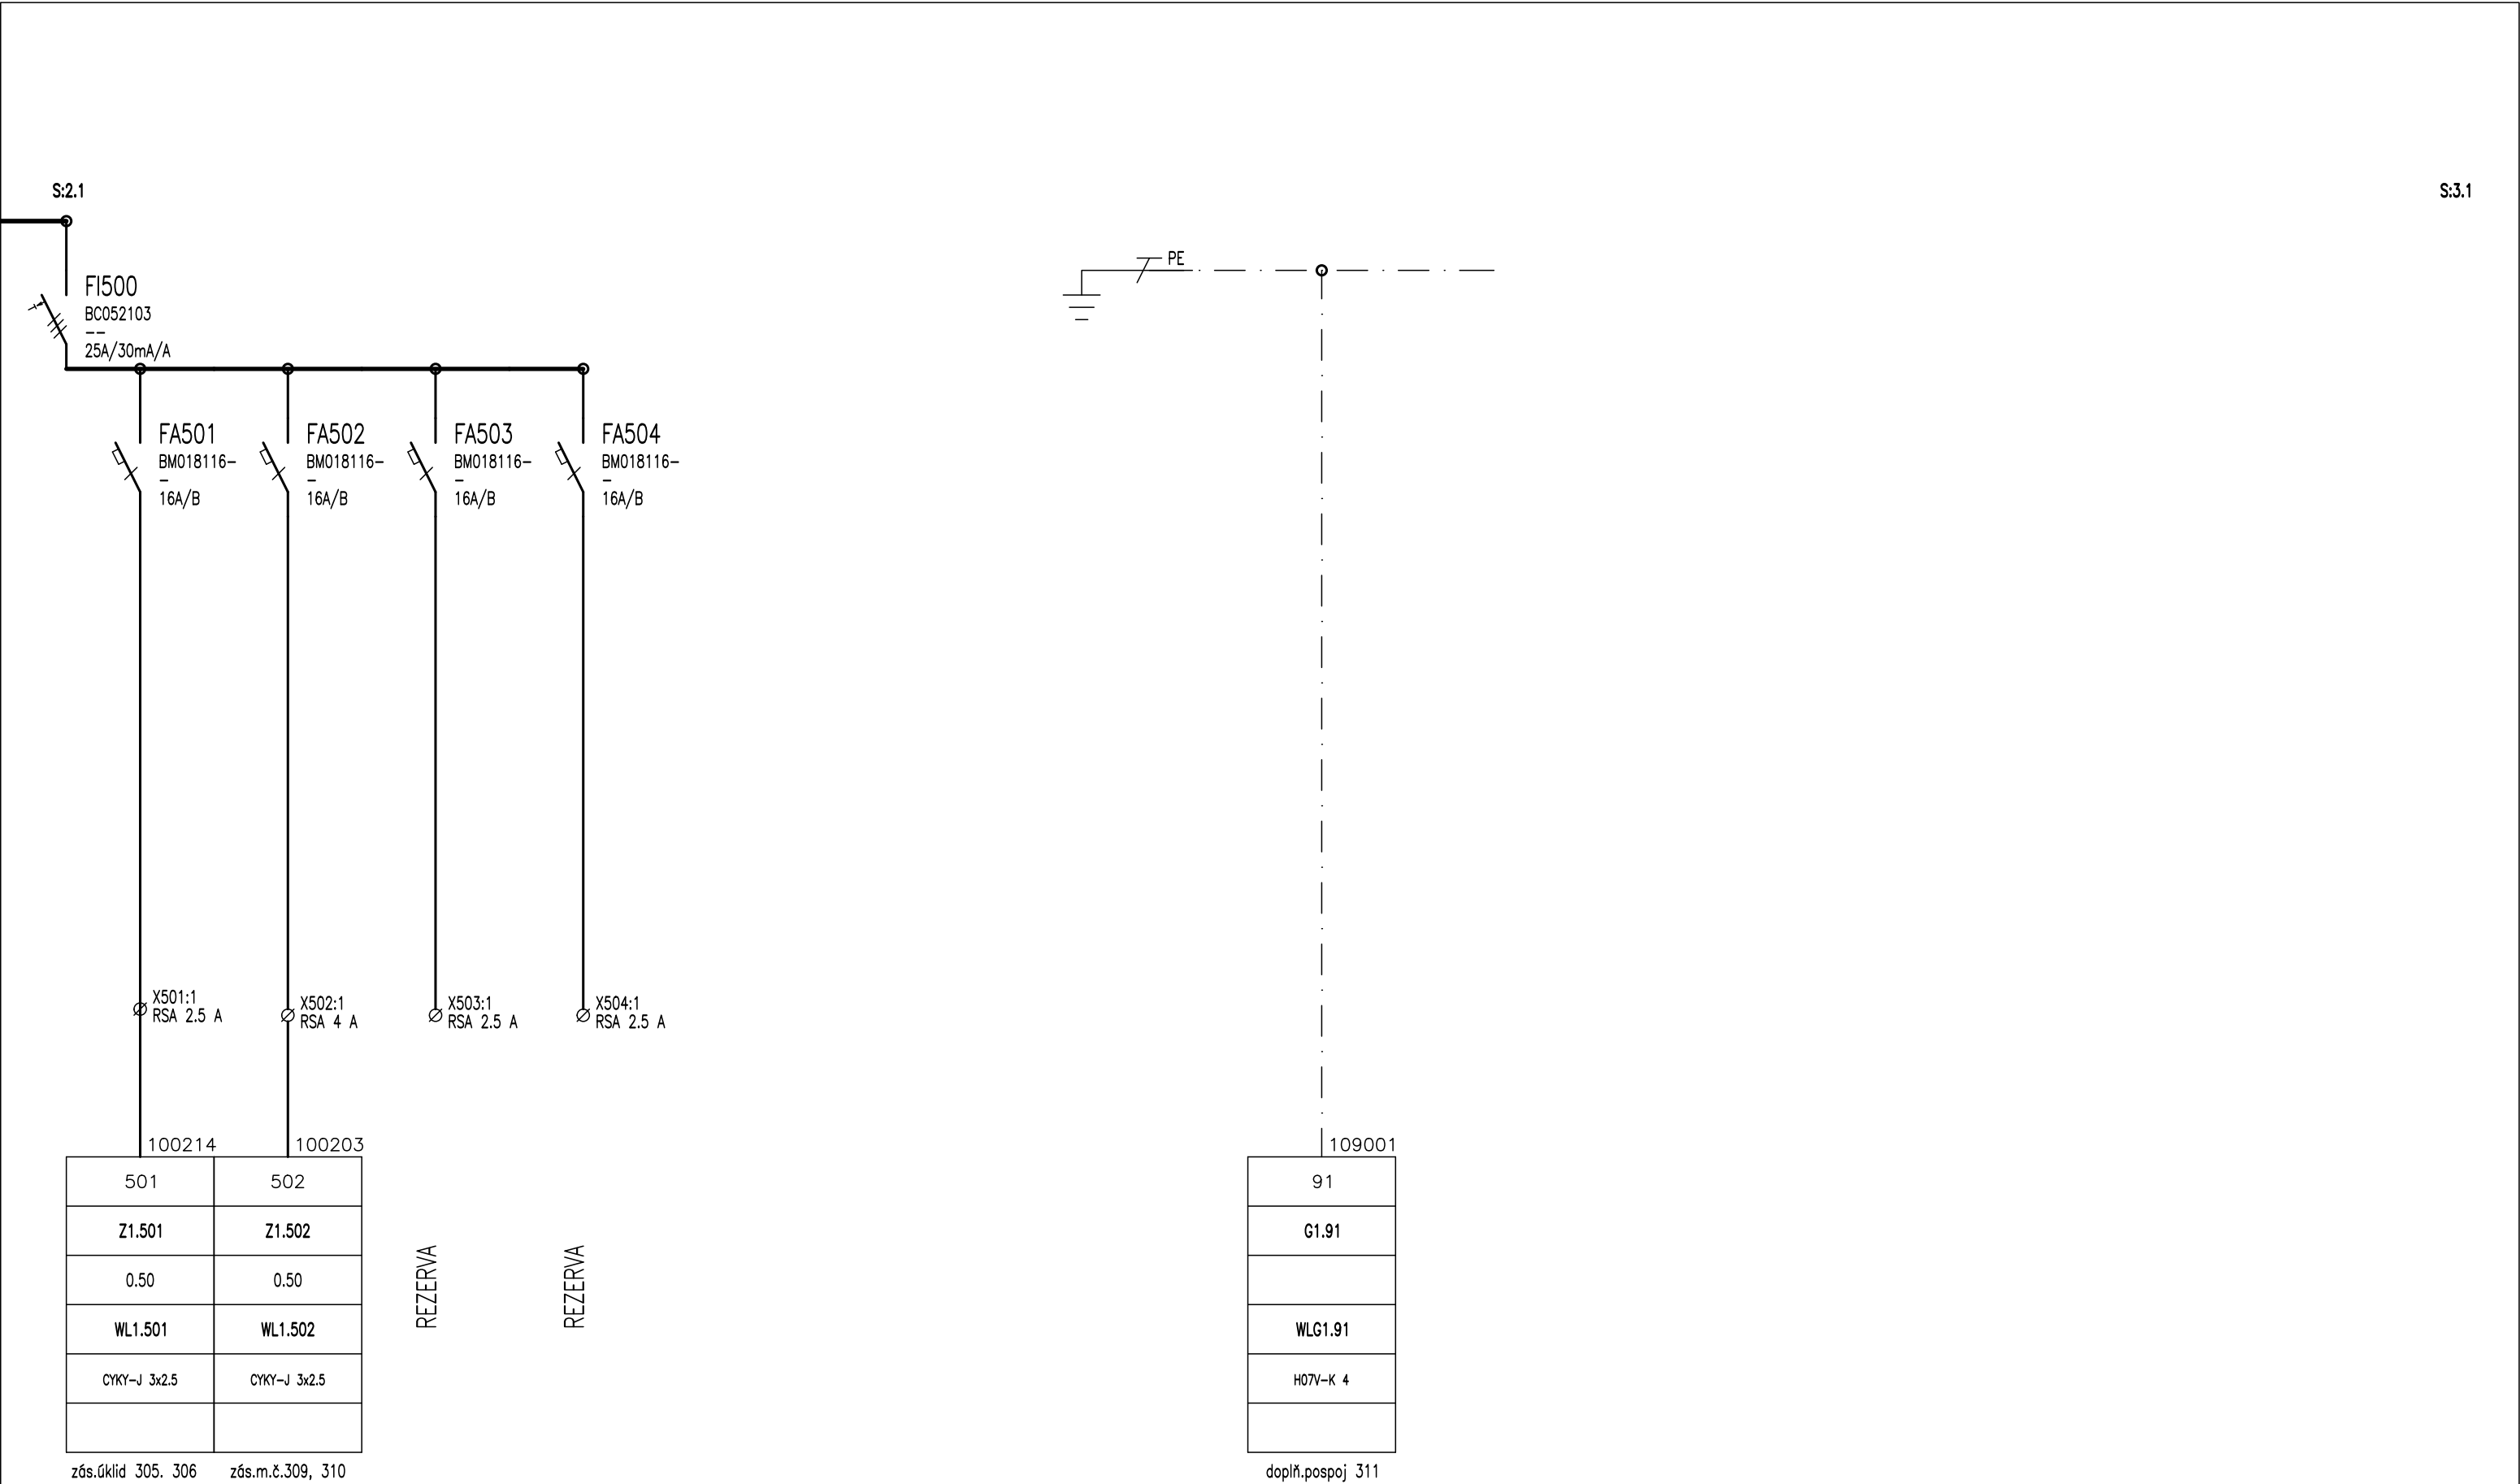 S:2.1
S:3.1
PE
FI500
BC052103
--
25A/30mA/A
FA501
BM018116-
-
16A/B
FA502
BM018116-
-
16A/B
FA503
BM018116-
-
16A/B
FA504
BM018116-
-
16A/B
X501:1
RSA 2.5 A
X502:1
RSA 4 A
X503:1
RSA 2.5 A
X504:1
RSA 2.5 A
100214
501
Z1.501
0.50
WL1.501
CYKY-J 3x2.5
zás.úklid 305. 306
100203
502
Z1.502
0.50
WL1.502
CYKY-J 3x2.5
zás.m.č.309, 310
REZERVA
REZERVA
109001
91
G1.91
WLG1.91
H07V-K 4
doplň.pospoj 311